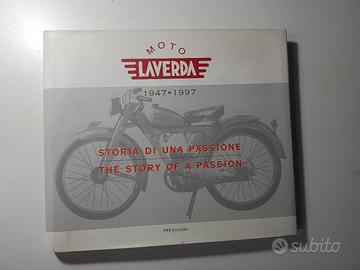 MOTO
LAVERDA
1947 • 1997
STORIA DI UNA PASSIONE
THE STORY OF A PASSION
subito